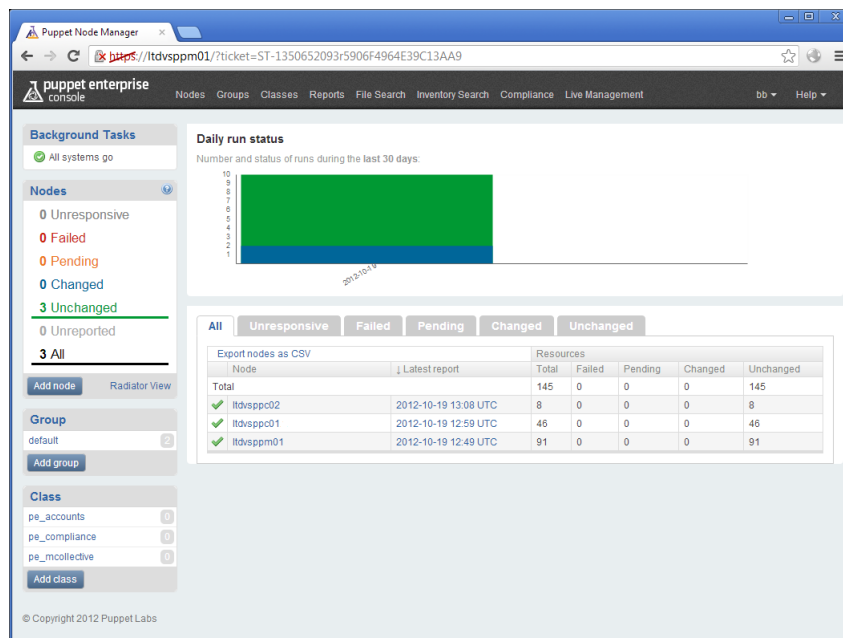 Puppet Node Manager
https://ltdvsppm01/?ticket=ST-1350652093r5906F4964E39C13AA9
puppet enterprise
console
Nodes Groups Classes Reports File Search Inventory Search Compliance Live Management bb Help
Background Tasks
All systems go
Nodes
0 Unresponsive
0 Failed
0 Pending
0 Changed
3 Unchanged
0 Unreported
3 All
Add node Radiator View
Group
default 2
Add group
Class
pe_accounts 0
pe_compliance 0
pe_mcollective 0
Add class
© Copyright 2012 Puppet Labs
Daily run status
Number and status of runs during the last 30 days:
10
9
8
7
6
5
4
3
2
1
2012-10-19
All Unresponsive Failed Pending Changed Unchanged
Export nodes as CSV Resources
Node ↓ Latest report Total Failed Pending Changed Unchanged
Total 145 0 0 0 145
ltdvsppc02 2012-10-19 13:08 UTC 8 0 0 0 8
ltdvsppc01 2012-10-19 12:59 UTC 46 0 0 0 46
ltdvsppm01 2012-10-19 12:49 UTC 91 0 0 0 91